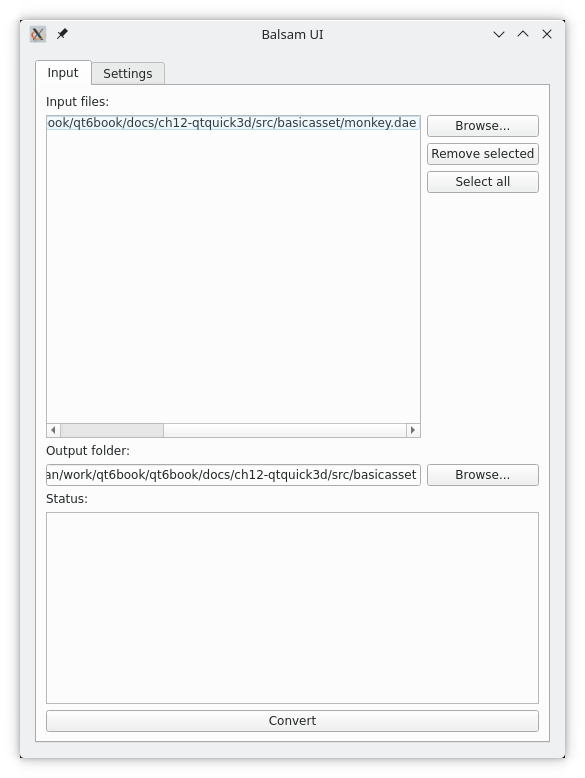 Balsam UI
Input
Settings
Input files:
ook/qt6book/docs/ch12-qtquick3d/src/basicasset/monkey.dae
Browse...
Remove selected
Select all
Output folder:
an/work/qt6book/qt6book/docs/ch12-qtquick3d/src/basicasset
Browse...
Status:
Convert